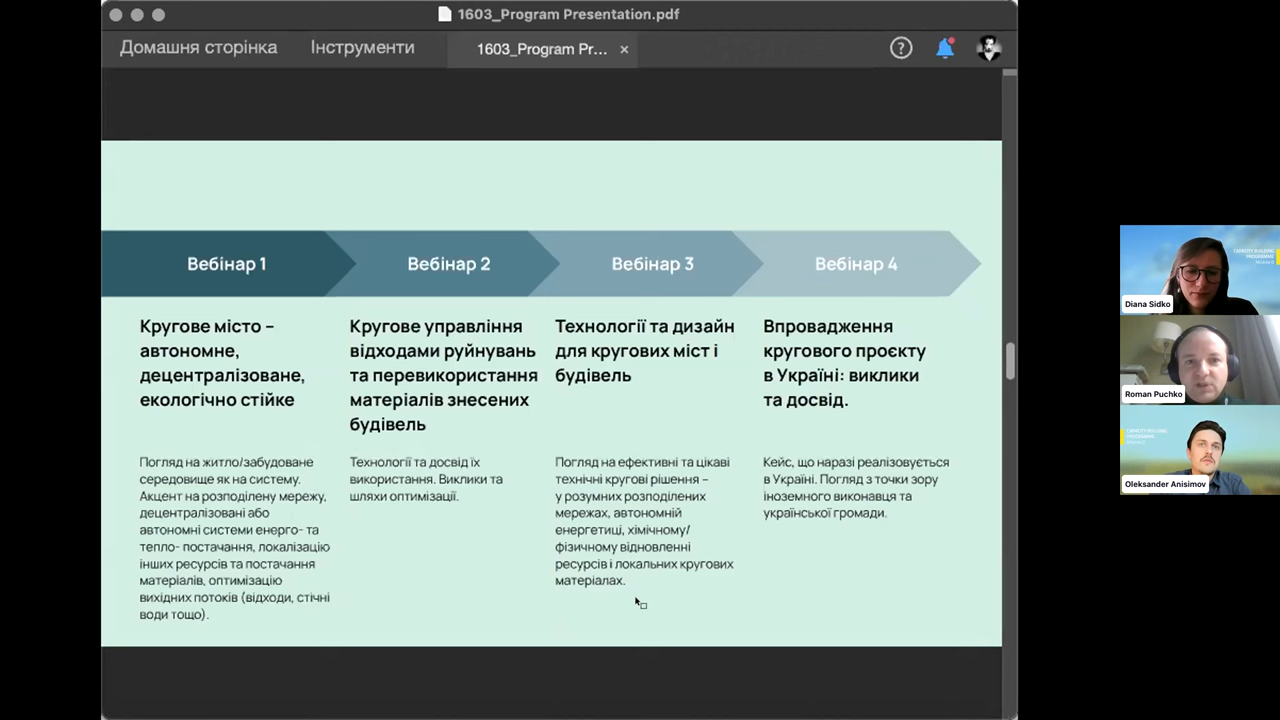 1603_Program Presentation.pdf
Домашня сторінка
Інструменти
1603_Program Pr...
Вебінар 1
Вебінар 2
Вебінар 3
Вебінар 4
Кругове місто –
автономне,
децентралізоване,
екологічно стійке
Погляд на житло/забудоване
середовище як на систему.
Акцент на розподілену мережу,
децентралізовані або
автономні системи енерго- та
тепло- постачання, локалізацію
інших ресурсів та постачання
матеріалів, оптимізацію
вихідних потоків (відходи, стічні
води тощо).
Кругове управління
відходами руйнувань
та перевикористання
матеріалів знесених
будівель
Технології та досвід їх
використання. Виклики та
шляхи оптимізації.
Технології та дизайн
для кругових міст і
будівель
Погляд на ефективні та цікаві
технічні кругові рішення –
у розумних розподілених
мережах, автономній
енергетиці, хімічному/
фізичному відновленні
ресурсів і локальних кругових
матеріалах.
Впровадження
кругового проєкту
в Україні: виклики
та досвід.
Кейс, що наразі реалізовується
в Україні. Погляд з точки зору
іноземного виконавця та
української громади.
CAPACITY BUILDING
PROGRAMME
Diana Sidko
Roman Puchko
CAPACITY BUILDING
PROGRAMME
Oleksander Anisimov